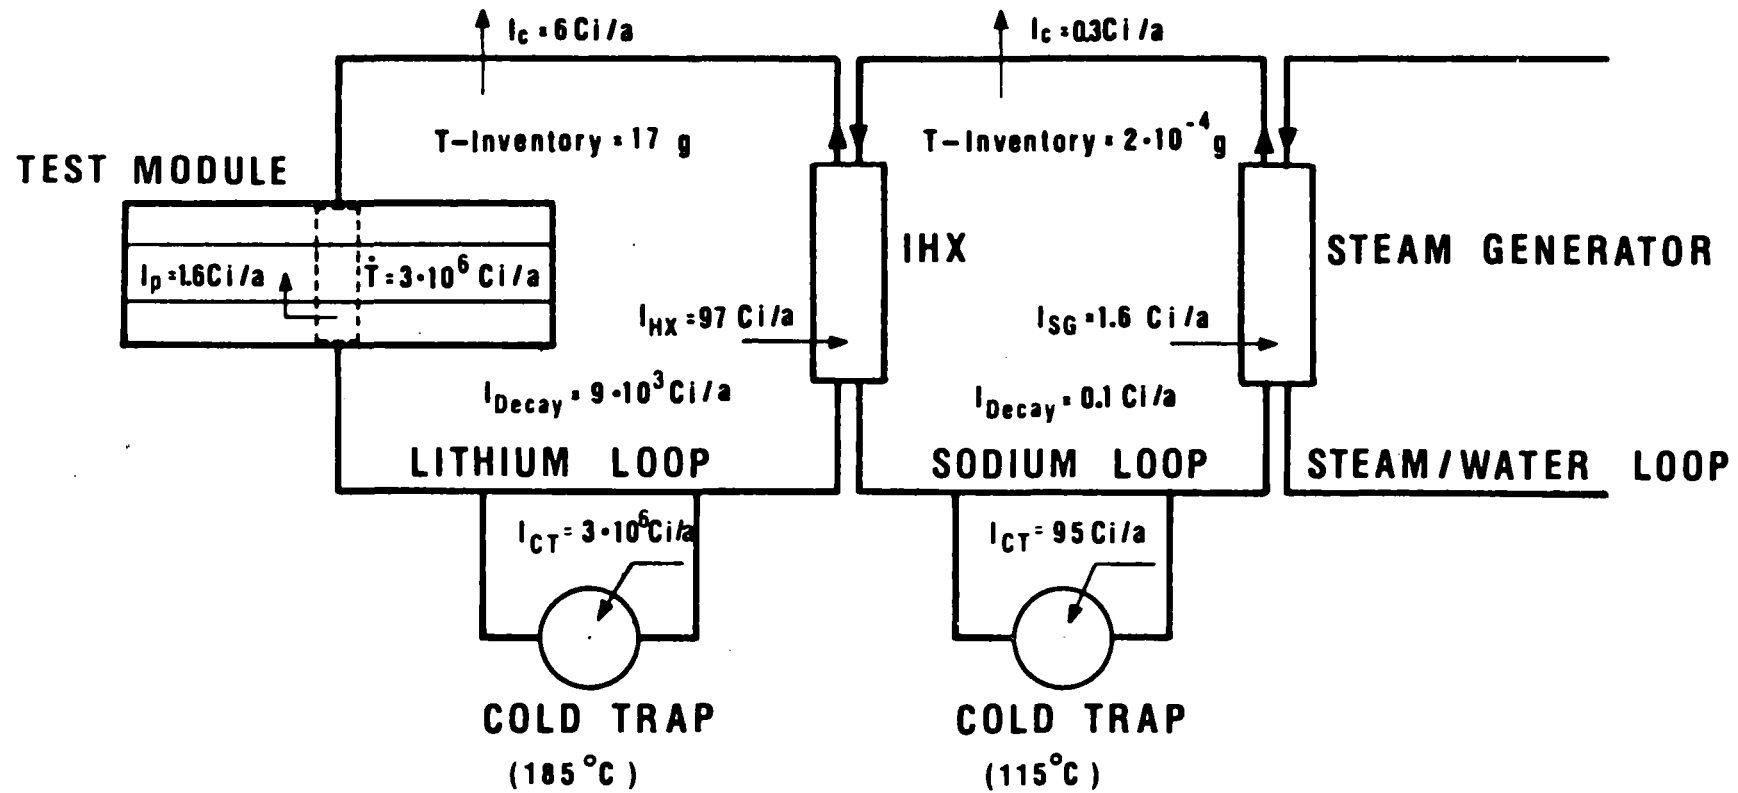 I_c = 6 Ci/a
I_c = 0.3 Ci/a
T-Inventory = 17 g
T-Inventory = 2·10^-4 g
TEST MODULE
I_p = 1.6 Ci/a
Ṫ = 3·10^6 Ci/a
IHX
STEAM GENERATOR
I_HX = 97 Ci/a
I_SG = 1.6 Ci/a
I_Decay = 9·10^3 Ci/a
I_Decay = 0.1 Ci/a
LITHIUM LOOP
SODIUM LOOP
STEAM/WATER LOOP
I_CT = 3·10^6 Ci/a
I_CT = 95 Ci/a
COLD TRAP
(185°C)
COLD TRAP
(115°C)